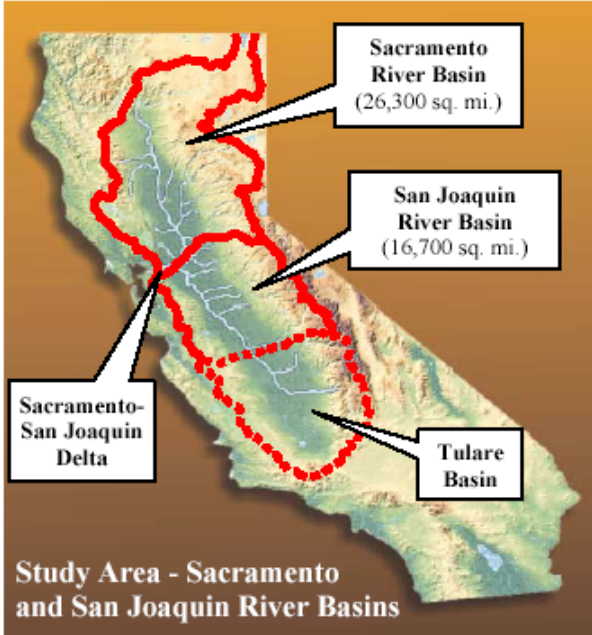 Sacramento
River Basin
(26,300 sq. mi.)
San Joaquin
River Basin
(16,700 sq. mi.)
Sacramento-
San Joaquin
Delta
Tulare
Basin
Study Area - Sacramento
and San Joaquin River Basins